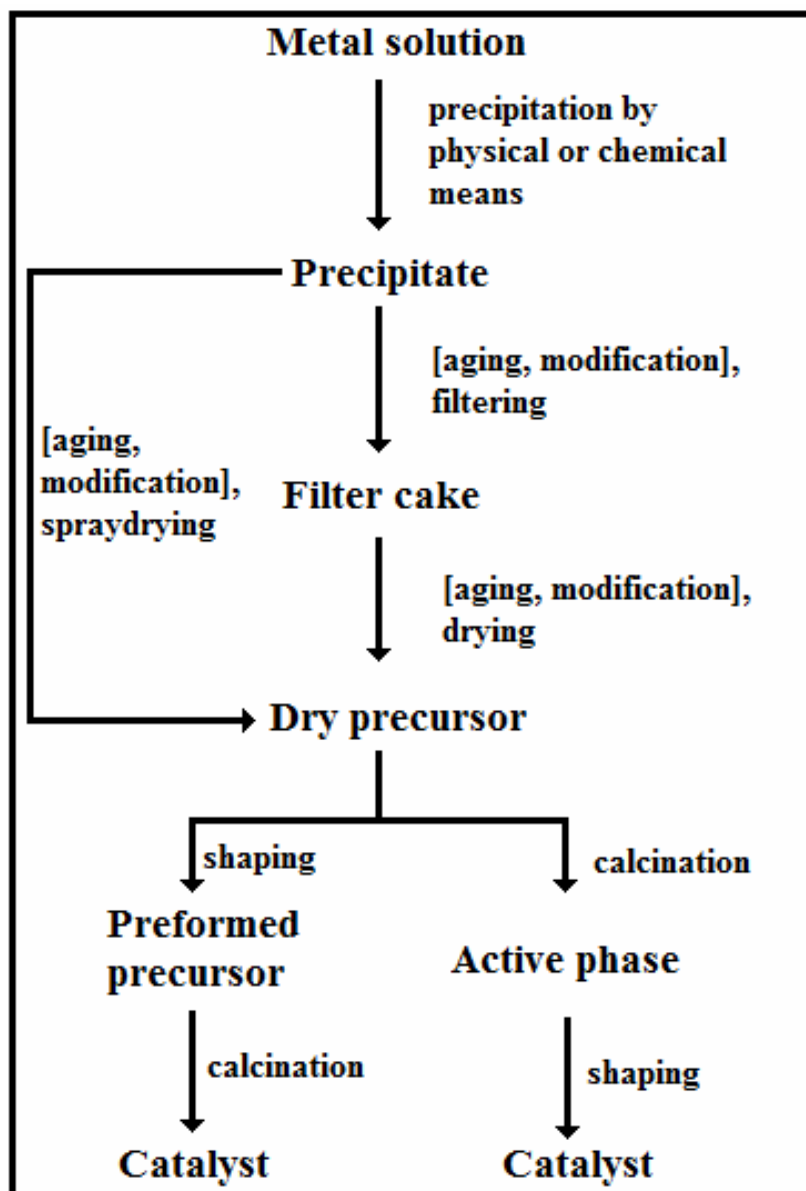 Metal solution
precipitation by
physical or chemical
means
Precipitate
[aging, modification],
filtering
[aging,
modification],
spraydrying
Filter cake
[aging, modification],
drying
Dry precursor
shaping
calcination
Preformed
precursor
Active phase
calcination
shaping
Catalyst
Catalyst